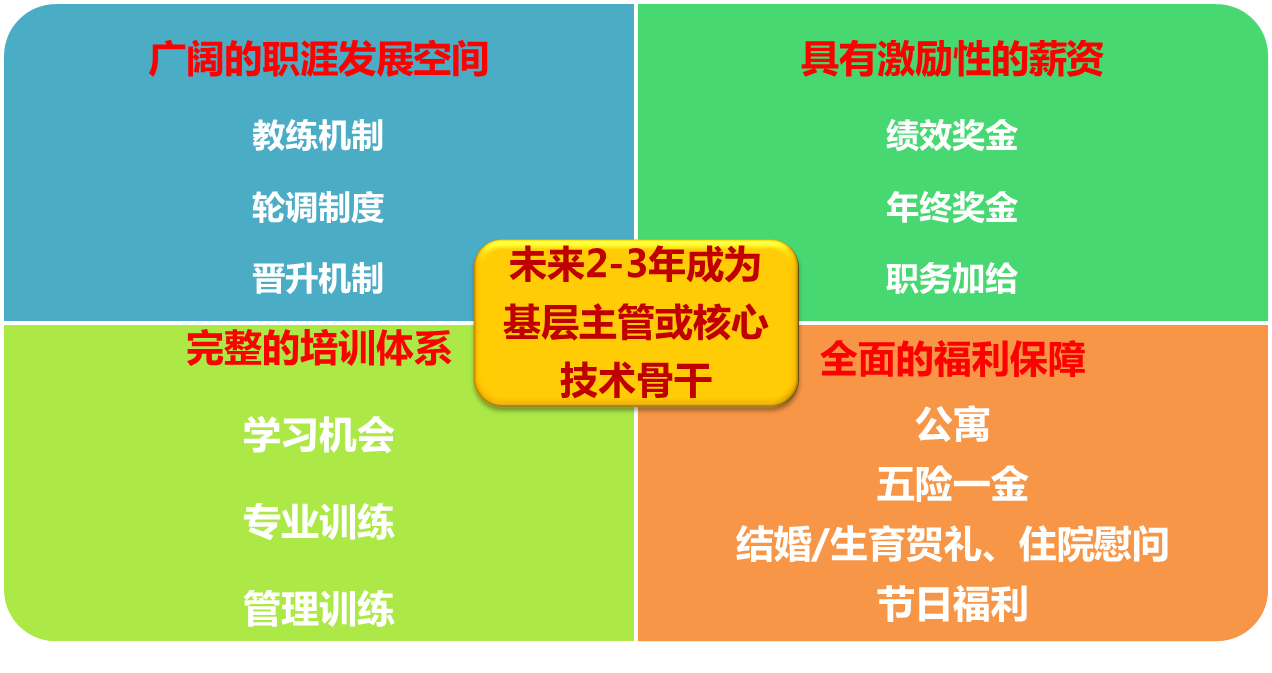 广阔的职涯发展空间
教练机制
轮调制度
晋升机制
具有激励性的薪资
绩效奖金
年终奖金
职务加给
未来2-3年成为
基层主管或核心
技术骨干
完整的培训体系
学习机会
专业训练
管理训练
全面的福利保障
公寓
五险一金
结婚/生育贺礼、住院慰问
节日福利